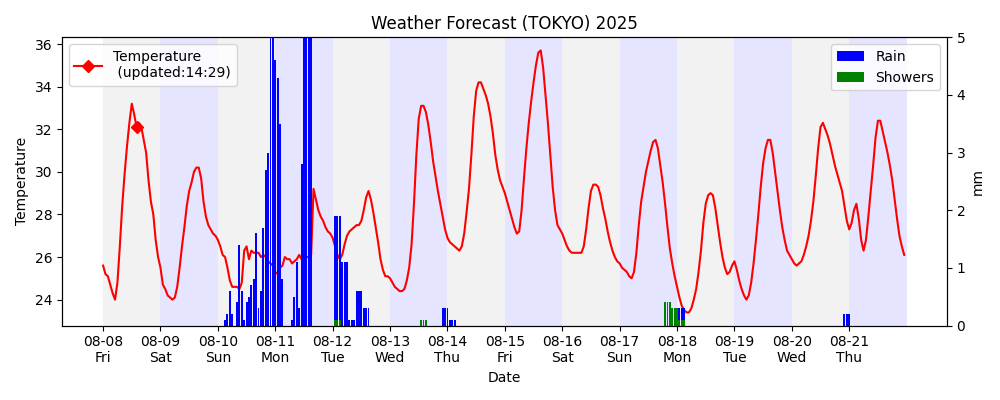 Weather Forecast (TOKYO) 2025
Temperature
(updated:14:29)
Rain
Showers
Temperature
36
34
32
30
28
26
24
5
4
3
2
1
0
mm
08-08 08-09 08-10 08-11 08-12 08-13 08-14 08-15 08-16 08-17 08-18 08-19 08-20 08-21
Fri Sat Sun Mon Tue Wed Thu Fri Sat Sun Mon Tue Wed Thu
Date